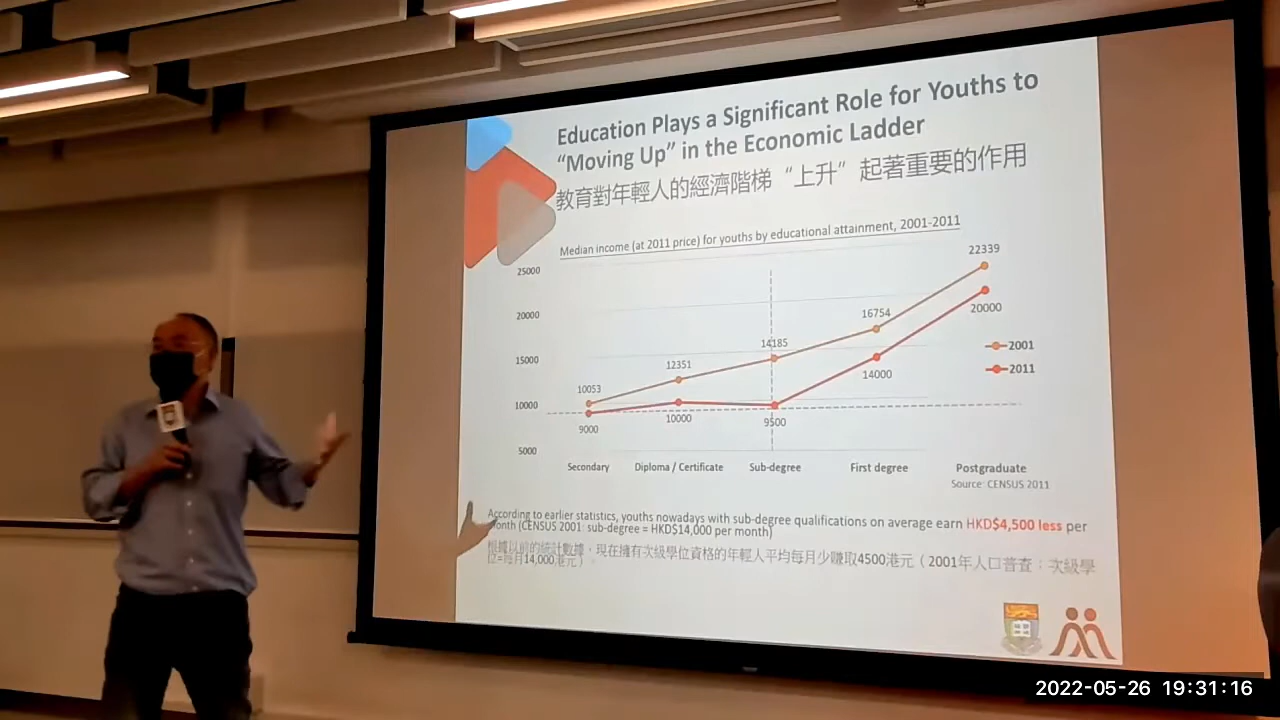 Education Plays a Significant Role for Youths to
“Moving Up” in the Economic Ladder
教育對年輕人的經濟階梯“上升”起著重要的作用
Median income (at 2011 price) for youths by educational attainment, 2001-2011
25000
20000
15000
10000
5000
10053
12351
14185
16754
22339
9000
10000
9500
14000
20000
2001
2011
Secondary
Diploma / Certificate
Sub-degree
First degree
Postgraduate
Source: CENSUS 2011
According to earlier statistics, youths nowadays with sub-degree qualifications on average earn HKD$4,500 less per
month (CENSUS 2001: sub-degree = HKD$14,000 per month)
根據以前的統計數據，現在擁有次級學位資格的年輕人平均每月少賺取4500港元（2001年人口普查：次級學
位=每月14,000港元）。
2022-05-26 19:31:16